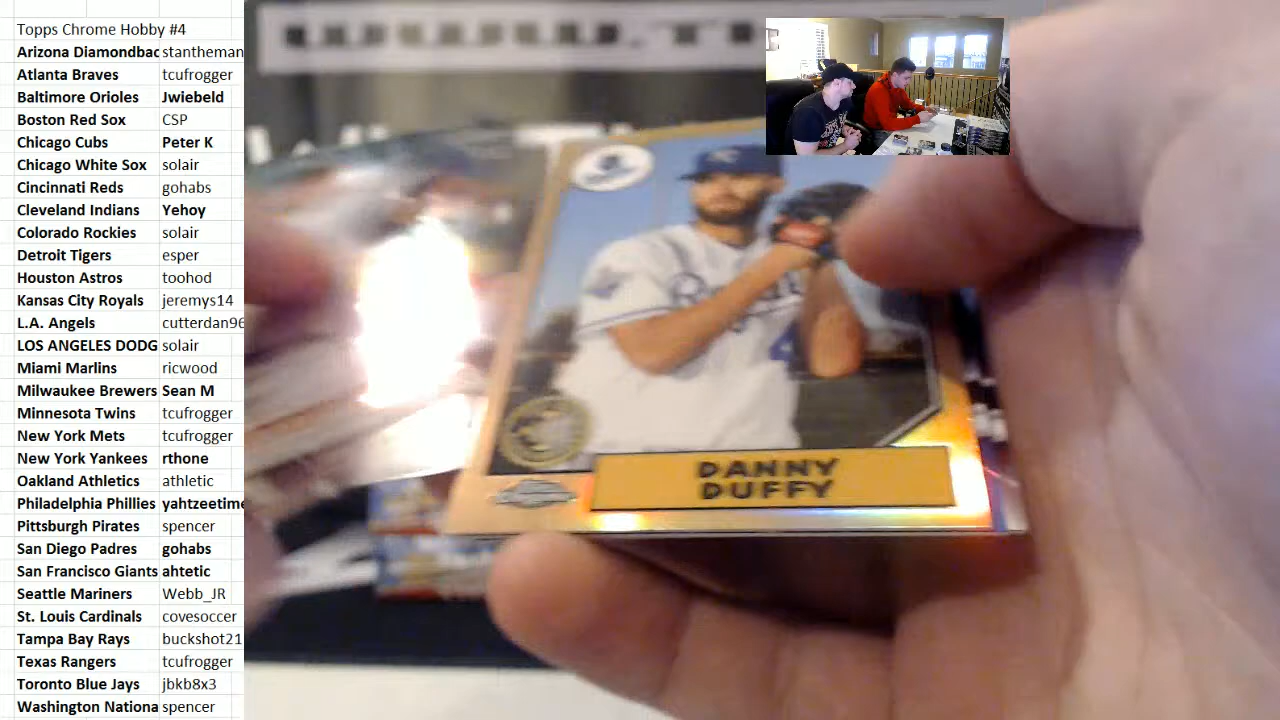 Topps Chrome Hobby #4
Arizona Diamondbac stantheman
Atlanta Braves tcufrogger
Baltimore Orioles Jwiebeld
Boston Red Sox CSP
Chicago Cubs Peter K
Chicago White Sox solair
Cincinnati Reds gohabs
Cleveland Indians Yehoy
Colorado Rockies solair
Detroit Tigers esper
Houston Astros toohod
Kansas City Royals jeremys14
L.A. Angels cutterdan96
LOS ANGELES DODG solair
Miami Marlins ricwood
Milwaukee Brewers Sean M
Minnesota Twins tcufrogger
New York Mets tcufrogger
New York Yankees rthone
Oakland Athletics athletic
Philadelphia Phillies yahtzeetime
Pittsburgh Pirates spencer
San Diego Padres gohabs
San Francisco Giants ahtetic
Seattle Mariners Webb_JR
St. Louis Cardinals covesoccer
Tampa Bay Rays buckshot21
Texas Rangers tcufrogger
Toronto Blue Jays jbkb8x3
Washington Nationa spencer
DANNY
DUFFY